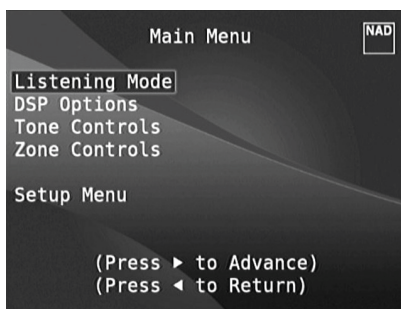 Main Menu
NAD
Listening Mode
DSP Options
Tone Controls
Zone Controls
Setup Menu
(Press ► to Advance)
(Press ◄ to Return)